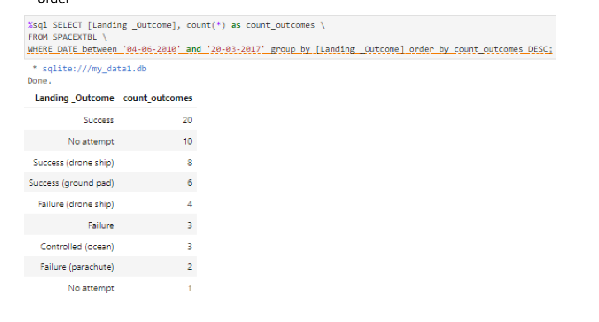 order
%sql SELECT [Landing _Outcome], count(*) as count_outcomes \
FROM SPACEXTBL \
WHERE DATE between '04-06-2010' and '20-03-2017' group by [Landing _Outcome] order by count_outcomes DESC;
* sqlite:///my_data1.db
Done.
Landing _Outcome count_outcomes
Success 20
No attempt 10
Success (drone ship) 8
Success (ground pad) 6
Failure (drone ship) 4
Failure 3
Controlled (ocean) 3
Failure (parachute) 2
No attempt 1